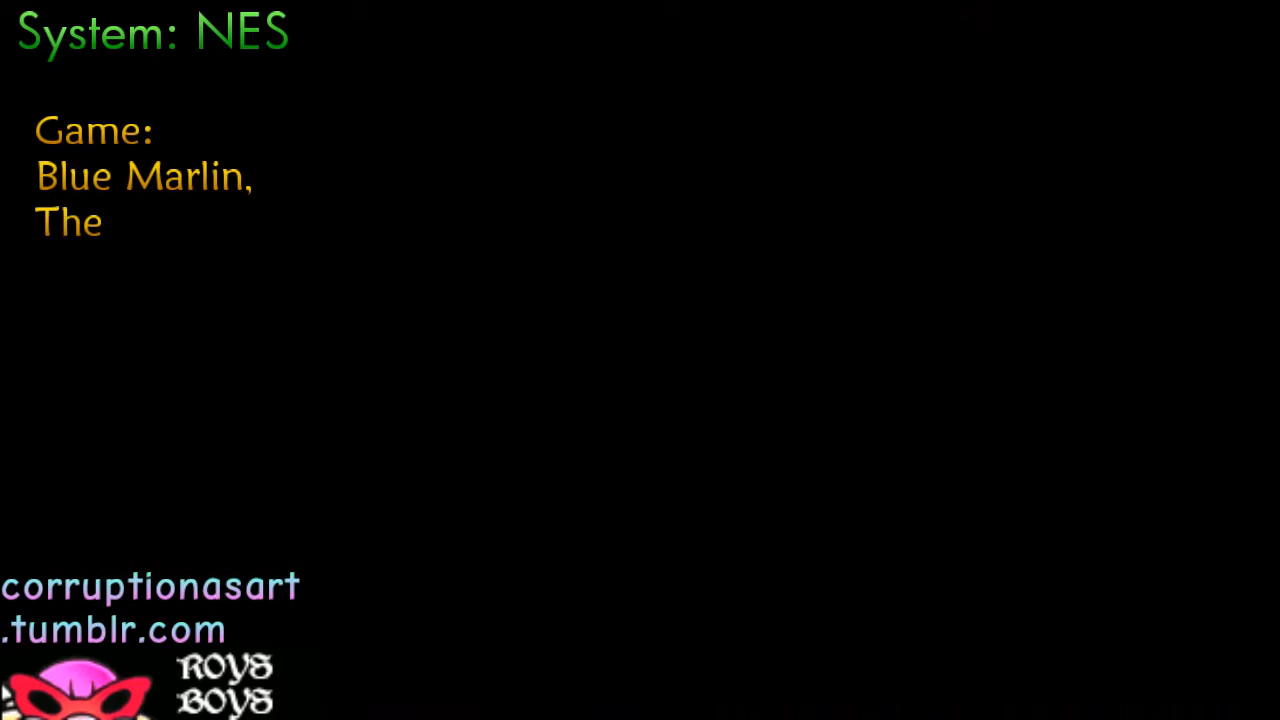 System: NES
Game:
Blue Marlin,
The
corruptionasart
.tumblr.com
ROYS
BOYS